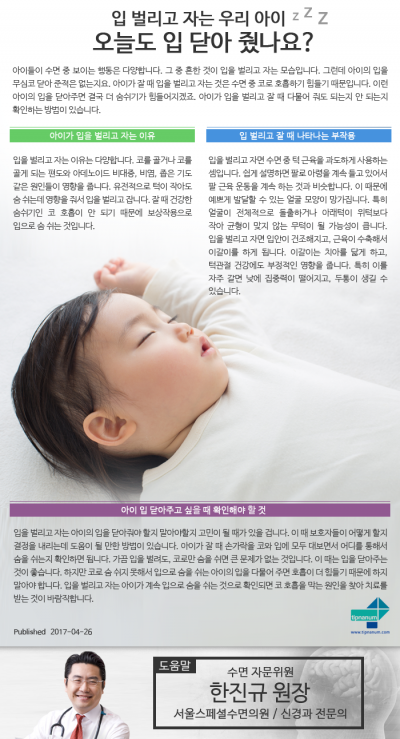 입 벌리고 자는 우리 아이 z z Z
오늘도 입 닫아 줬나요?
아이들이 수면 중 보이는 행동은 다양합니다. 그 중 흔한 것이 입을 벌리고 자는 모습입니다. 그런데 아이의 입을
무심코 닫아 준적은 없는지요. 아이가 잘 때 입을 벌리고 자는 것은 수면 중 코로 호흡하기 힘들기 때문입니다. 이런
아이의 입을 닫아주면 결국 더 숨쉬기가 힘들어지겠죠. 아이가 입을 벌리고 잘 때 다물어 줘도 되는지 안 되는지
확인하는 방법이 있습니다.
아이가 입을 벌리고 자는 이유
입을 벌리고 자는 이유는 다양합니다. 코를 골거나 코를
골게 되는 편도와 아데노이드 비대증, 비염, 좁은 기도
같은 원인들이 영향을 줍니다. 유전적으로 턱이 작아도
숨 쉬는데 영향을 줘서 입을 벌리고 잡니다. 잘 때 건강한
숨쉬기인 코 호흡이 안 되기 때문에 보상작용으로
입으로 숨 쉬는 것입니다.
입 벌리고 잘 때 나타나는 부작용
입을 벌리고 자면 수면 중 턱 근육을 과도하게 사용하는
셈입니다. 쉽게 설명하면 팔로 아령을 계속 들고 있어서
팔 근육 운동을 계속 하는 것과 비슷합니다. 이 때문에
예쁘게 발달할 수 있는 얼굴 모양이 망가집니다. 특히
얼굴이 전체적으로 돌출하거나 아래턱이 위턱보다
작아 균형이 맞지 않는 무턱이 될 가능성이 큽니다.
입을 벌리고 자면 입안이 건조해지고, 근육이 수축해서
이갈이를 하게 됩니다. 이갈이는 치아를 닳게 하고,
턱관절 건강에도 부정적인 영향을 줍니다. 특히 이를
자주 갈면 낮에 집중력이 떨어지고, 두통이 생길 수
있습니다.
아이 입 닫아주고 싶을 때 확인해야 할 것
입을 벌리고 자는 아이의 입을 닫아줘야 할지 말아야할지 고민이 될 때가 있을 겁니다. 이 때 보호자들이 어떻게 할지
결정을 내리는데 도움이 될 만한 방법이 있습니다. 아이가 잘 때 손가락을 코와 입에 모두 대보면서 어디를 통해서
숨을 쉬는지 확인하면 됩니다. 가끔 입을 벌려도, 코로만 숨을 쉬면 큰 문제가 없는 것입니다. 이 때는 입을 닫아주는
것이 좋습니다. 하지만 코로 숨 쉬지 못해서 입으로 숨을 쉬는 아이의 입을 다물어 주면 호흡이 더 힘들기 때문에 하지
말아야 합니다. 입을 벌리고 자는 아이가 계속 입으로 숨을 쉬는 것으로 확인되면 코 호흡을 막는 원인을 찾아 치료를
받는 것이 바람직합니다.
tipnanum
www.tipnanum.com
Published 2017-04-26
도움말
수면 자문위원
한진규 원장
서울스페셜수면의원 / 신경과 전문의